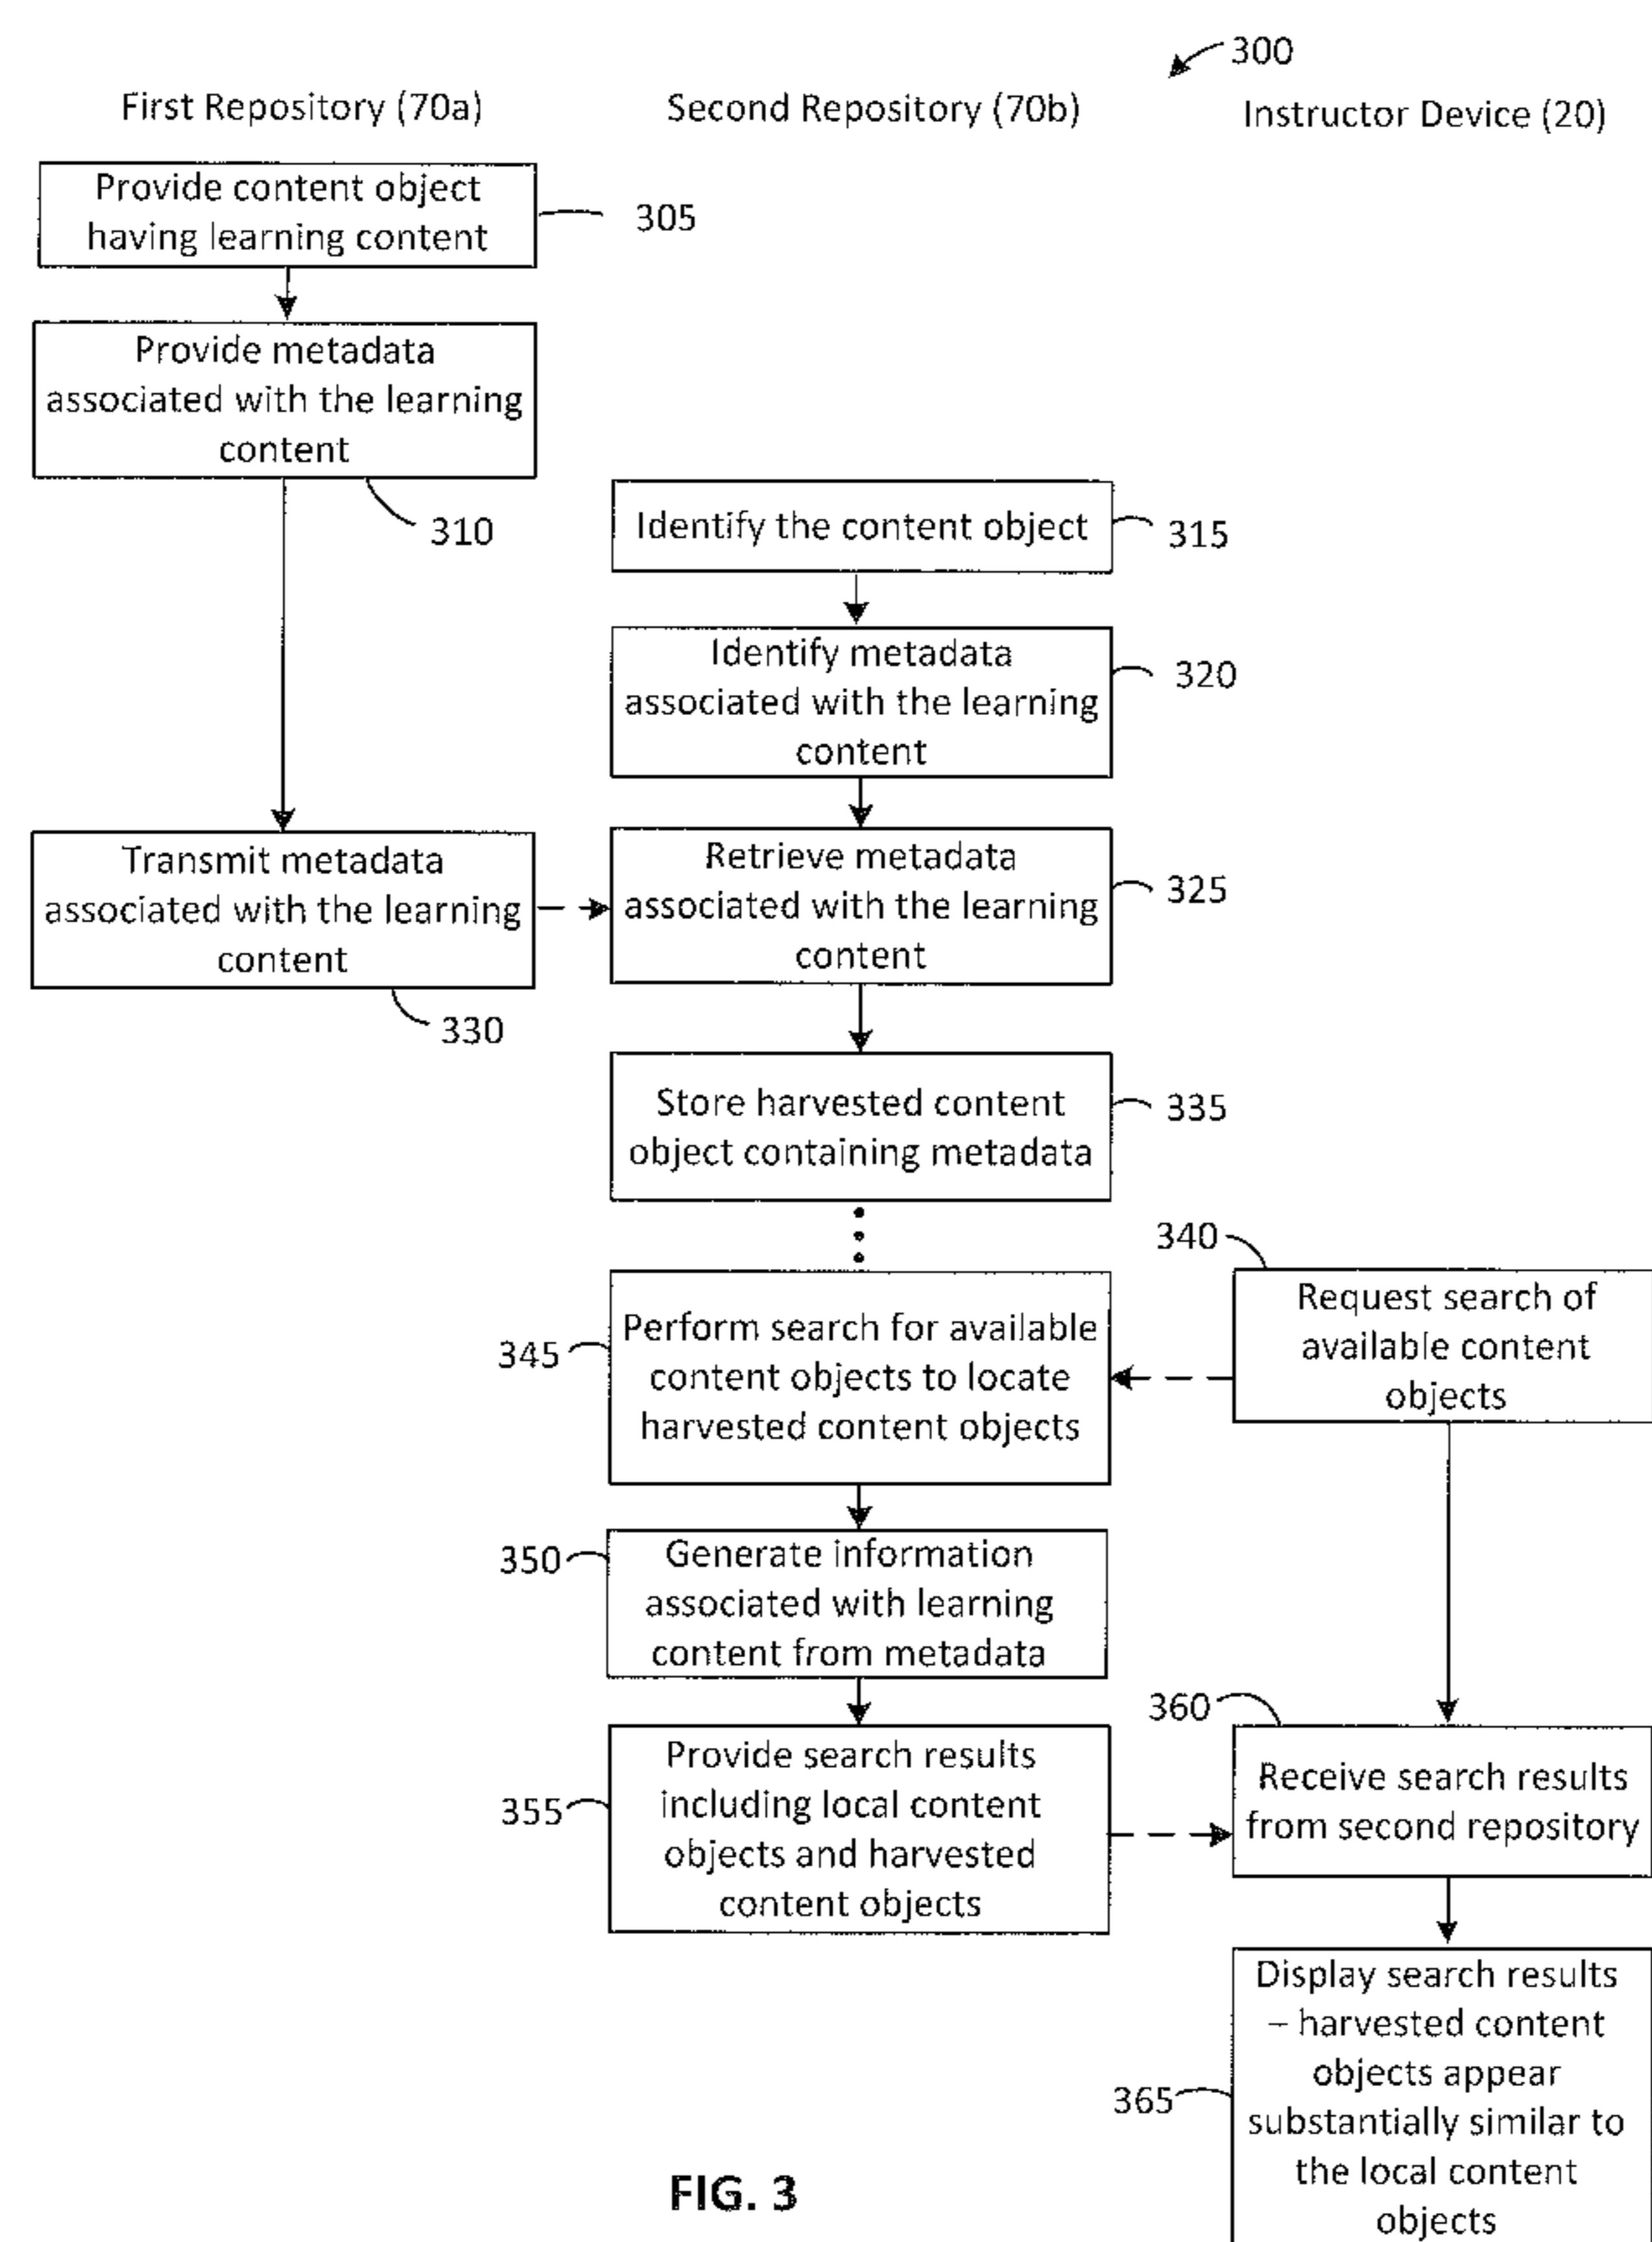 300
First Repository (70a)
Second Repository (70b)
Instructor Device (20)
Provide content object
having learning content
305
Provide metadata
associated with the learning
content
310
Identify the content object
315
Identify metadata
associated with the learning
content
320
Transmit metadata
associated with the learning
content
330
Retrieve metadata
associated with the learning
content
325
Store harvested content
object containing metadata
335
340
Request search of
available content
objects
345
Perform search for available
content objects to locate
harvested content objects
350
Generate information
associated with learning
content from metadata
355
Provide search results
including local content
objects and harvested
content objects
360
Receive search results
from second repository
365
Display search results
– harvested content
objects appear
substantially similar to
the local content
objects
FIG. 3